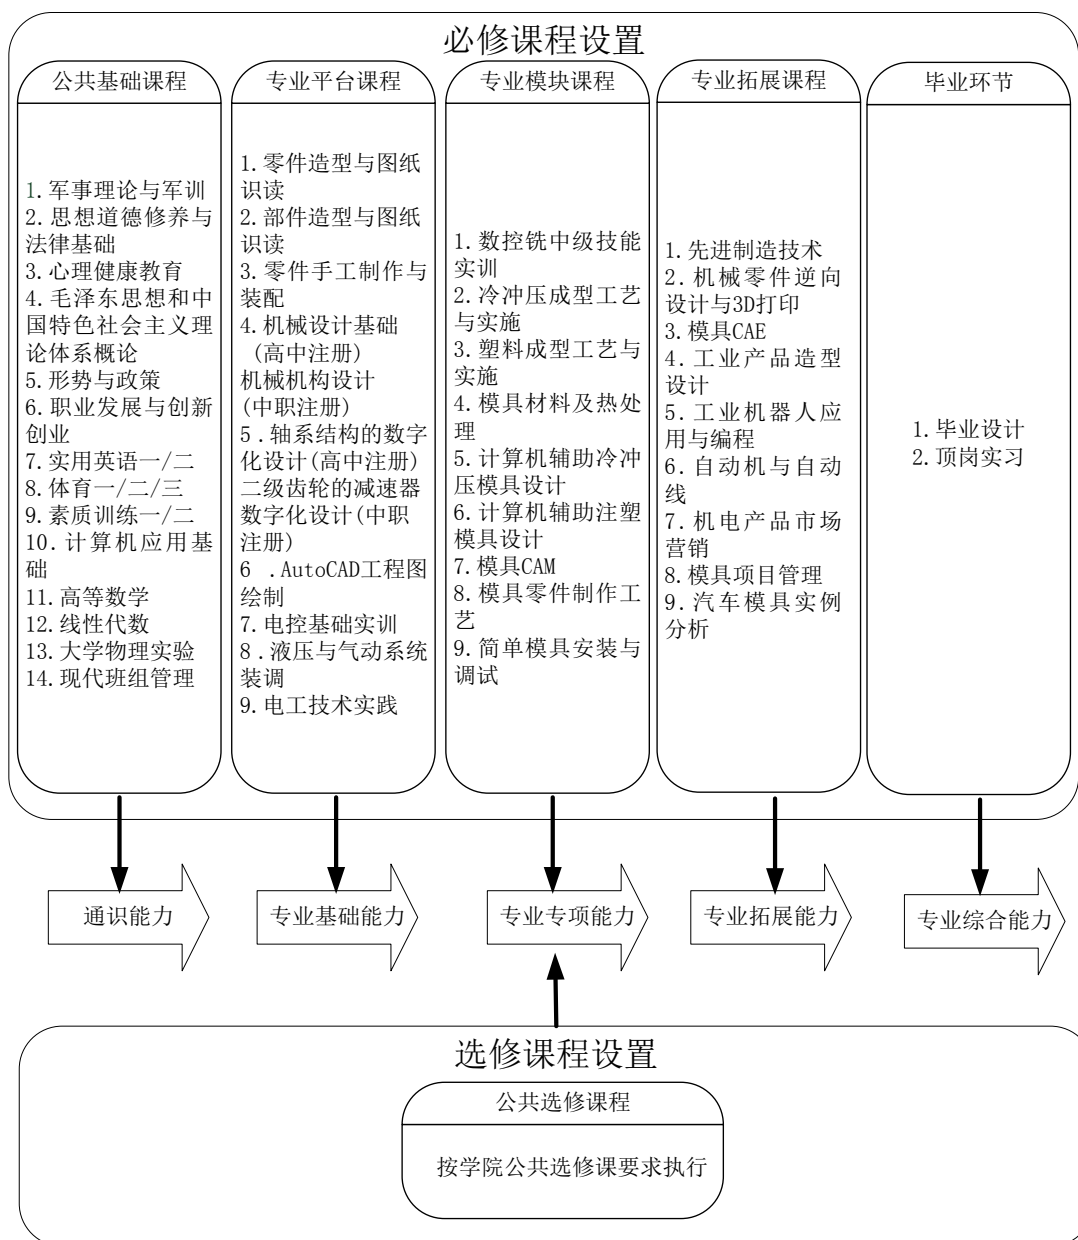 必修课程设置
公共基础课程
1.军事理论与军训
2.思想道德修养与
法律基础
3.心理健康教育
4.毛泽东思想和中
国特色社会主义理
论体系概论
5.形势与政策
6.职业发展与创新
创业
7.实用英语一/二
8.体育一/二/三
9.素质训练一/二
10.计算机应用基
础
11.高等数学
12.线性代数
13.大学物理实验
14.现代班组管理
专业平台课程
1.零件造型与图纸
识读
2.部件造型与图纸
识读
3.零件手工制作与
装配
4.机械设计基础
(高中注册)
机械机构设计
(中职注册)
5.轴系结构的数字
化设计(高中注册)
二级齿轮的减速器
数字化设计(中职
注册)
6 .AutoCAD工程图
绘制
7.电控基础实训
8.液压与气动系统
装调
9.电工技术实践
专业模块课程
1.数控铣中级技能
实训
2.冷冲压成型工艺
与实施
3.塑料成型工艺与
实施
4.模具材料及热处
理
5.计算机辅助冷冲
压模具设计
6.计算机辅助注塑
模具设计
7.模具CAM
8.模具零件制作工
艺
9.简单模具安装与
调试
专业拓展课程
1.先进制造技术
2.机械零件逆向
设计与3D打印
3.模具CAE
4.工业产品造型
设计
5.工业机器人应
用与编程
6.自动机与自动
线
7.机电产品市场
营销
8.模具项目管理
9.汽车模具实例
分析
毕业环节
1.毕业设计
2.顶岗实习
通识能力
专业基础能力
专业专项能力
专业拓展能力
专业综合能力
选修课程设置
公共选修课程
按学院公共选修课要求执行